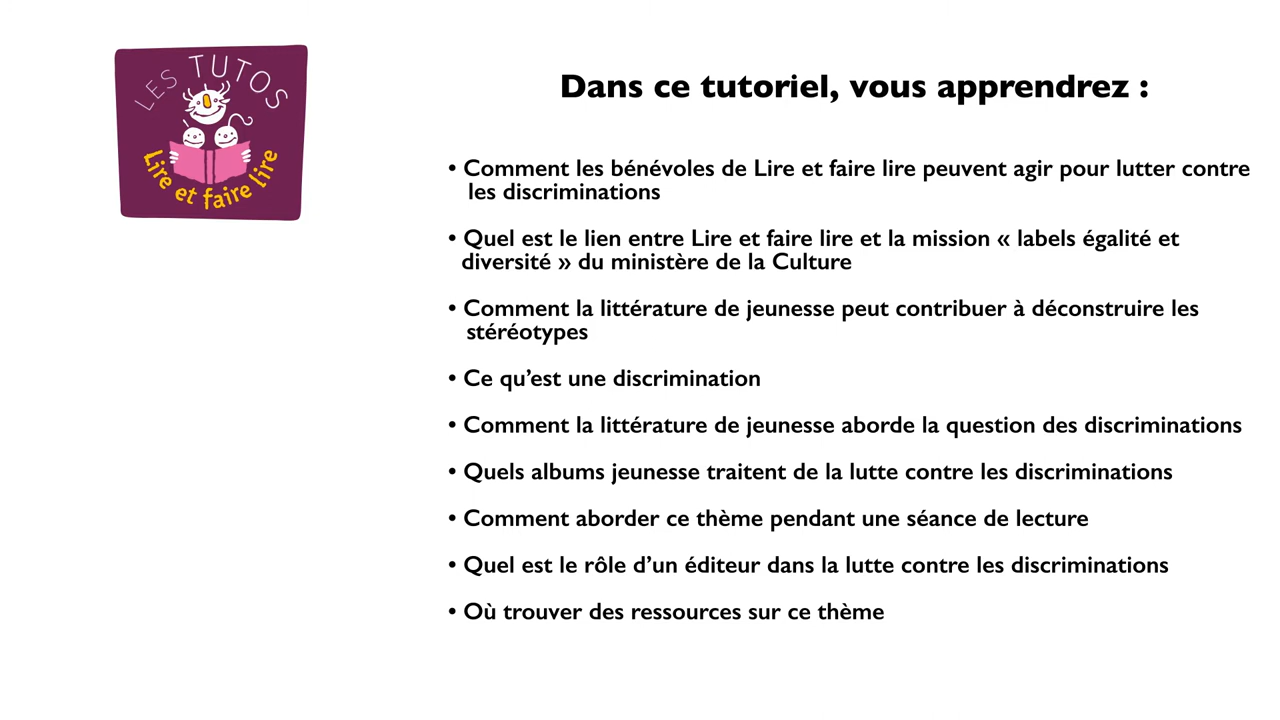 LES TUTOS
Lire et faire lire
Dans ce tutoriel, vous apprendrez :
• Comment les bénévoles de Lire et faire lire peuvent agir pour lutter contre
les discriminations
• Quel est le lien entre Lire et faire lire et la mission « labels égalité et
diversité » du ministère de la Culture
• Comment la littérature de jeunesse peut contribuer à déconstruire les
stéréotypes
• Ce qu’est une discrimination
• Comment la littérature de jeunesse aborde la question des discriminations
• Quels albums jeunesse traitent de la lutte contre les discriminations
• Comment aborder ce thème pendant une séance de lecture
• Quel est le rôle d’un éditeur dans la lutte contre les discriminations
• Où trouver des ressources sur ce thème